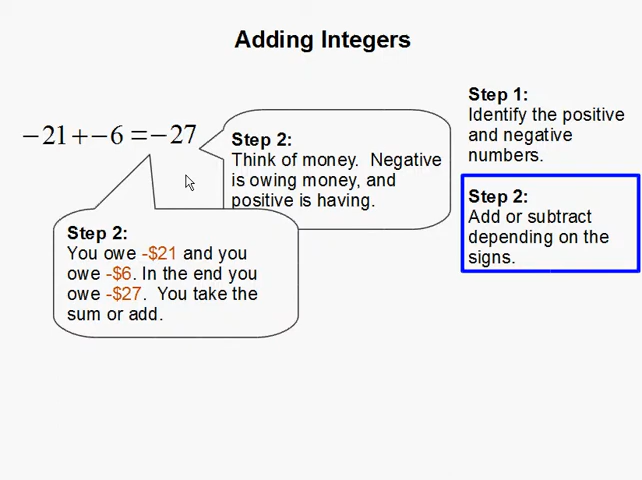 Adding Integers
−21+−6 =−27
Step 2:
Think of money. Negative
is owing money, and
positive is having.
Step 2:
You owe -$21 and you
owe -$6. In the end you
owe -$27. You take the
sum or add.
Step 1:
Identify the positive
and negative
numbers.
Step 2:
Add or subtract
depending on the
signs.